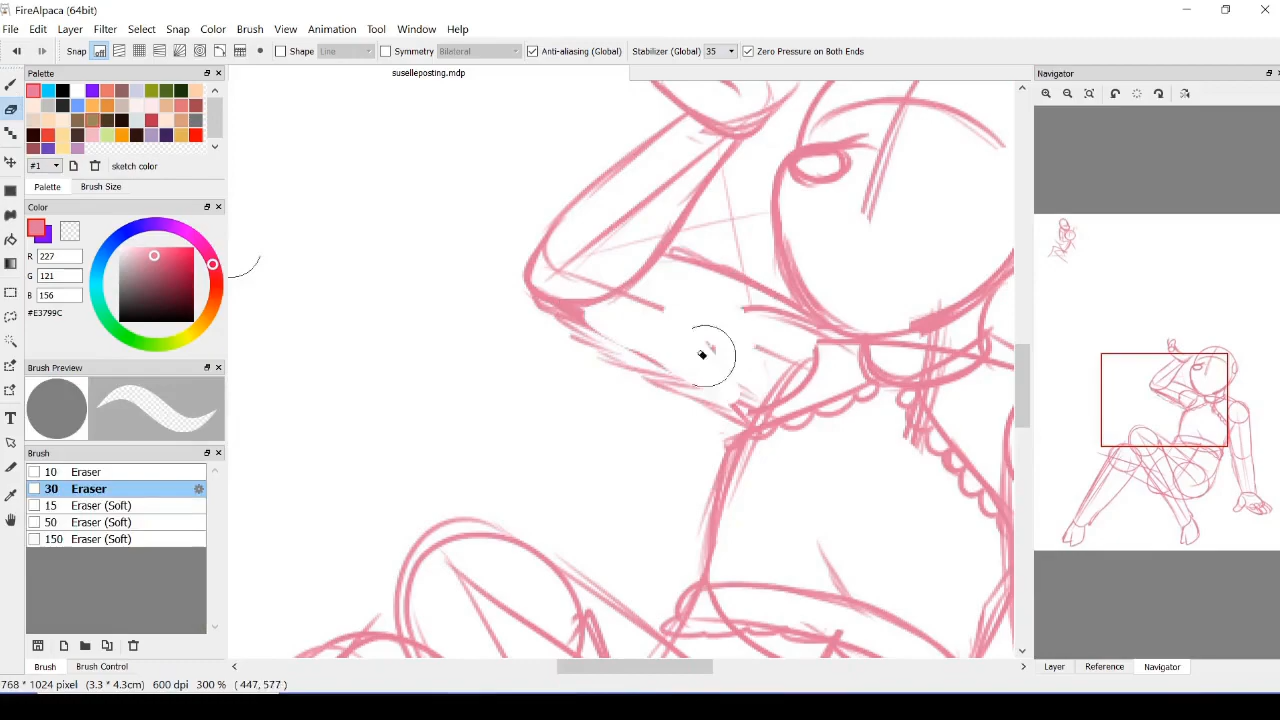 FireAlpaca (64bit)
File Edit Layer Filter Select Snap Color Brush View Animation Tool Window Help
Snap Shape Line Symmetry Bilateral Anti-aliasing (Global) Stabilizer (Global) 35 Zero Pressure on Both Ends
suselleposting.mdp
Palette
#1 sketch color
Palette Brush Size
Color
R 227
G 121
B 156
#E3799C
Brush Preview
Brush
10 Eraser
30 Eraser
15 Eraser (Soft)
50 Eraser (Soft)
150 Eraser (Soft)
Brush Brush Control
768 * 1024 pixel (3.3 * 4.3cm) 600 dpi 300 % ( 447, 577 )
Navigator
Layer Reference Navigator